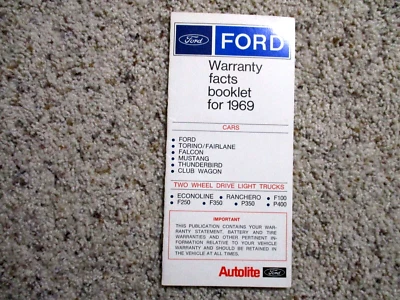 Ford FORD
Warranty
facts
booklet
for 1969
CARS
• FORD
• TORINO/FAIRLANE
• FALCON
• MUSTANG
• THUNDERBIRD
• CLUB WAGON
TWO WHEEL DRIVE LIGHT TRUCKS
• ECONOLINE • RANCHERO • F100
• F250 • F350 • P350 • P400
IMPORTANT
THIS PUBLICATION CONTAINS YOUR WAR-
RANTY STATEMENT, BATTERY AND TIRE
WARRANTIES AND OTHER PERTINENT IN-
FORMATION RELATIVE TO YOUR VEHICLE
WARRANTY AND SHOULD BE RETAINED IN
THE VEHICLE AT ALL TIMES.
Autolite Ford